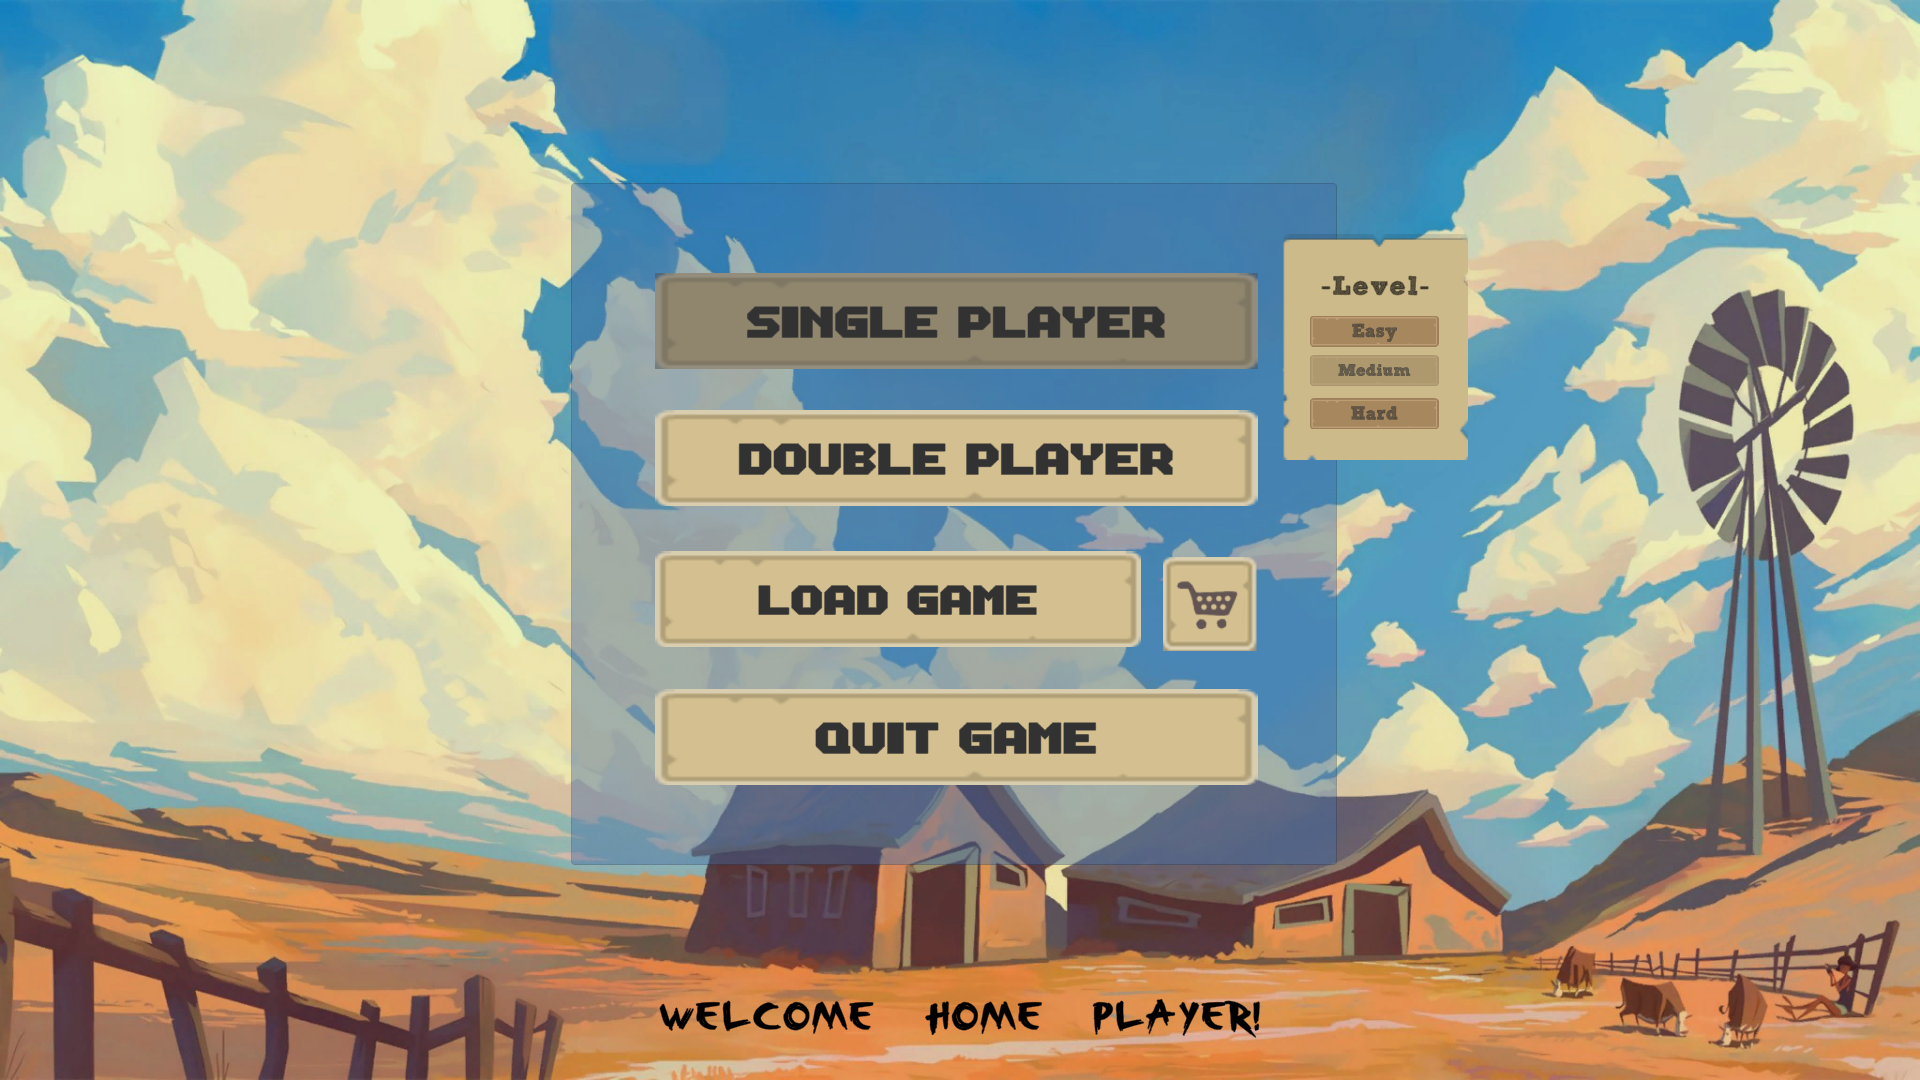 SINGLE PLAYER
DOUBLE PLAYER
LOAD GAME
QUIT GAME
-Level-
Easy
Medium
Hard
WELCOME HOME PLAYER!